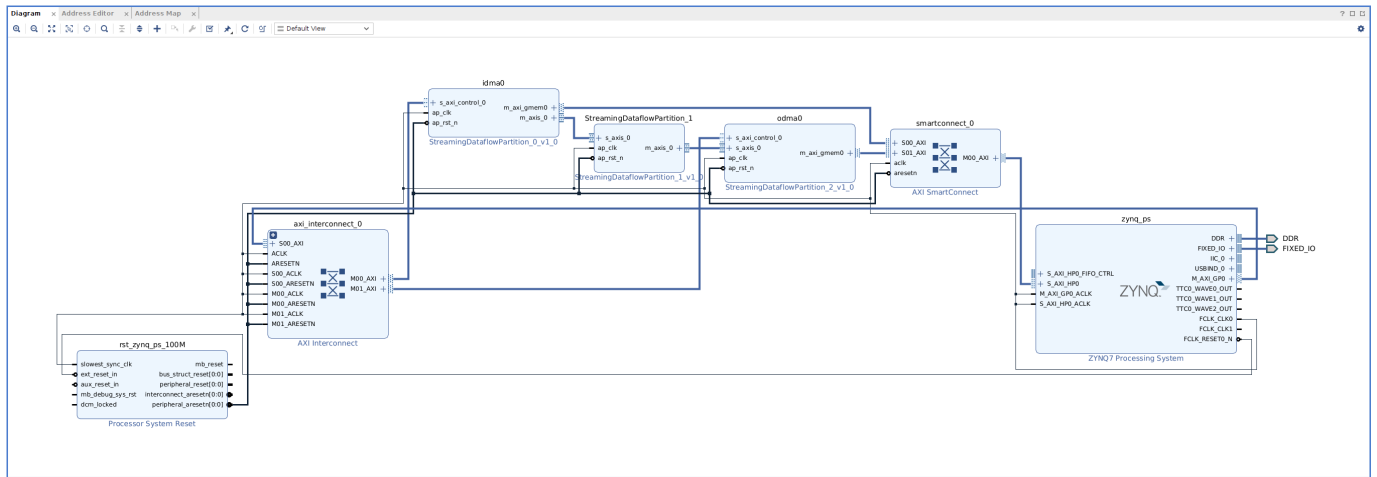 Diagram × Address Editor × Address Map ×
Default View
idma0
s_axi_control_0
ap_clk
ap_rst_n
m_axi_gmem0
m_axis_0
StreamingDataflowPartition_0_v1_0
StreamingDataflowPartition_1
s_axis_0
ap_clk
ap_rst_n
m_axis_0
StreamingDataflowPartition_1_v1_0
odma0
s_axi_control_0
s_axis_0
ap_clk
ap_rst_n
m_axi_gmem0
StreamingDataflowPartition_2_v1_0
smartconnect_0
S00_AXI
S01_AXI
aclk
aresetn
M00_AXI
AXI SmartConnect
axi_interconnect_0
S00_AXI
ACLK
ARESETN
S00_ACLK
S00_ARESETN
M00_ACLK
M00_ARESETN
M01_ACLK
M01_ARESETN
M00_AXI
M01_AXI
AXI Interconnect
zynq_ps
S_AXI_HP0_FIFO_CTRL
S_AXI_HP0
M_AXI_GP0_ACLK
S_AXI_HP0_ACLK
ZYNQ
DDR
FIXED_IO
IIC_0
USBIND_0
M_AXI_GP0
TTC0_WAVE0_OUT
TTC0_WAVE1_OUT
TTC0_WAVE2_OUT
FCLK_CLK0
FCLK_CLK1
FCLK_RESET0_N
ZYNQ7 Processing System
DDR
FIXED_IO
rst_zynq_ps_100M
slowest_sync_clk
ext_reset_in
aux_reset_in
mb_debug_sys_rst
dcm_locked
mb_reset
bus_struct_reset[0:0]
peripheral_reset[0:0]
interconnect_aresetn[0:0]
peripheral_aresetn[0:0]
Processor System Reset